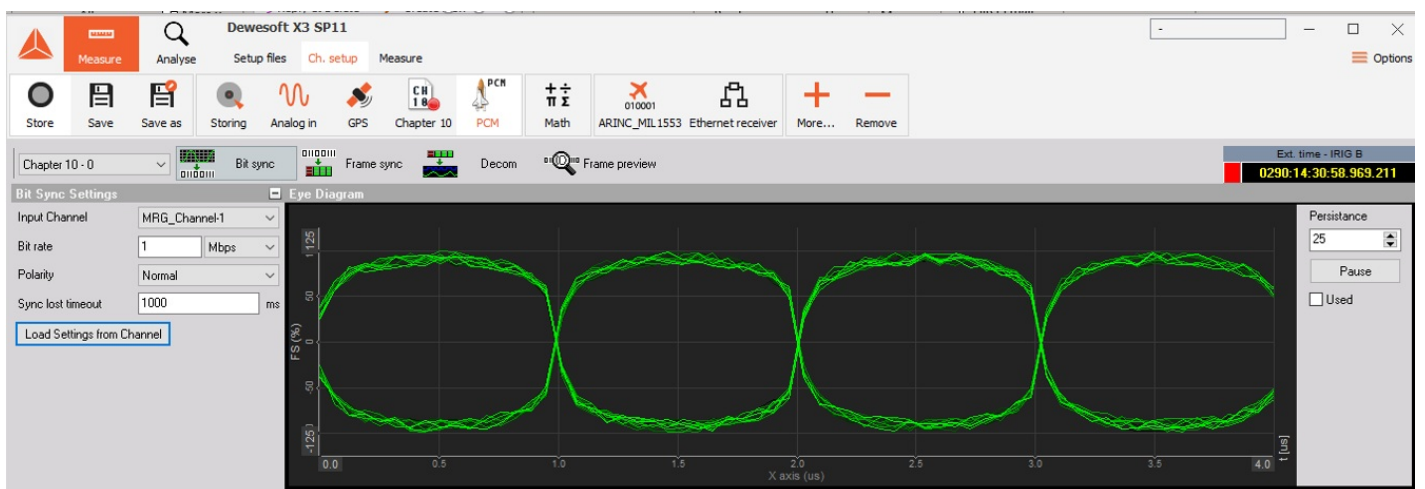 Dewesoft X3 SP11
-
Measure
Analyse
Setup files
Ch. setup
Measure
Options
Store
Save
Save as
Storing
Analog in
GPS
CH
10
Chapter 10
PCM
PCM
+ ÷
π Σ
Math
010001
ARINC_MIL1553
Ethernet receiver
More...
Remove
Chapter 10 - 0
Bit sync
Frame sync
Decom
Frame preview
Ext. time - IRIG B
0290:14:30:58.969.211
Bit Sync Settings
Input Channel
MRG_Channel-1
Bit rate
1
Mbps
Polarity
Normal
Sync lost timeout
1000
ms
Load Settings from Channel
Eye Diagram
125
50
0
-50
-125
FS (%)
0.0
0.5
1.0
1.5
2.0
2.5
3.0
3.5
4.0
X axis (us)
t [us]
Persistance
25
Pause
Used